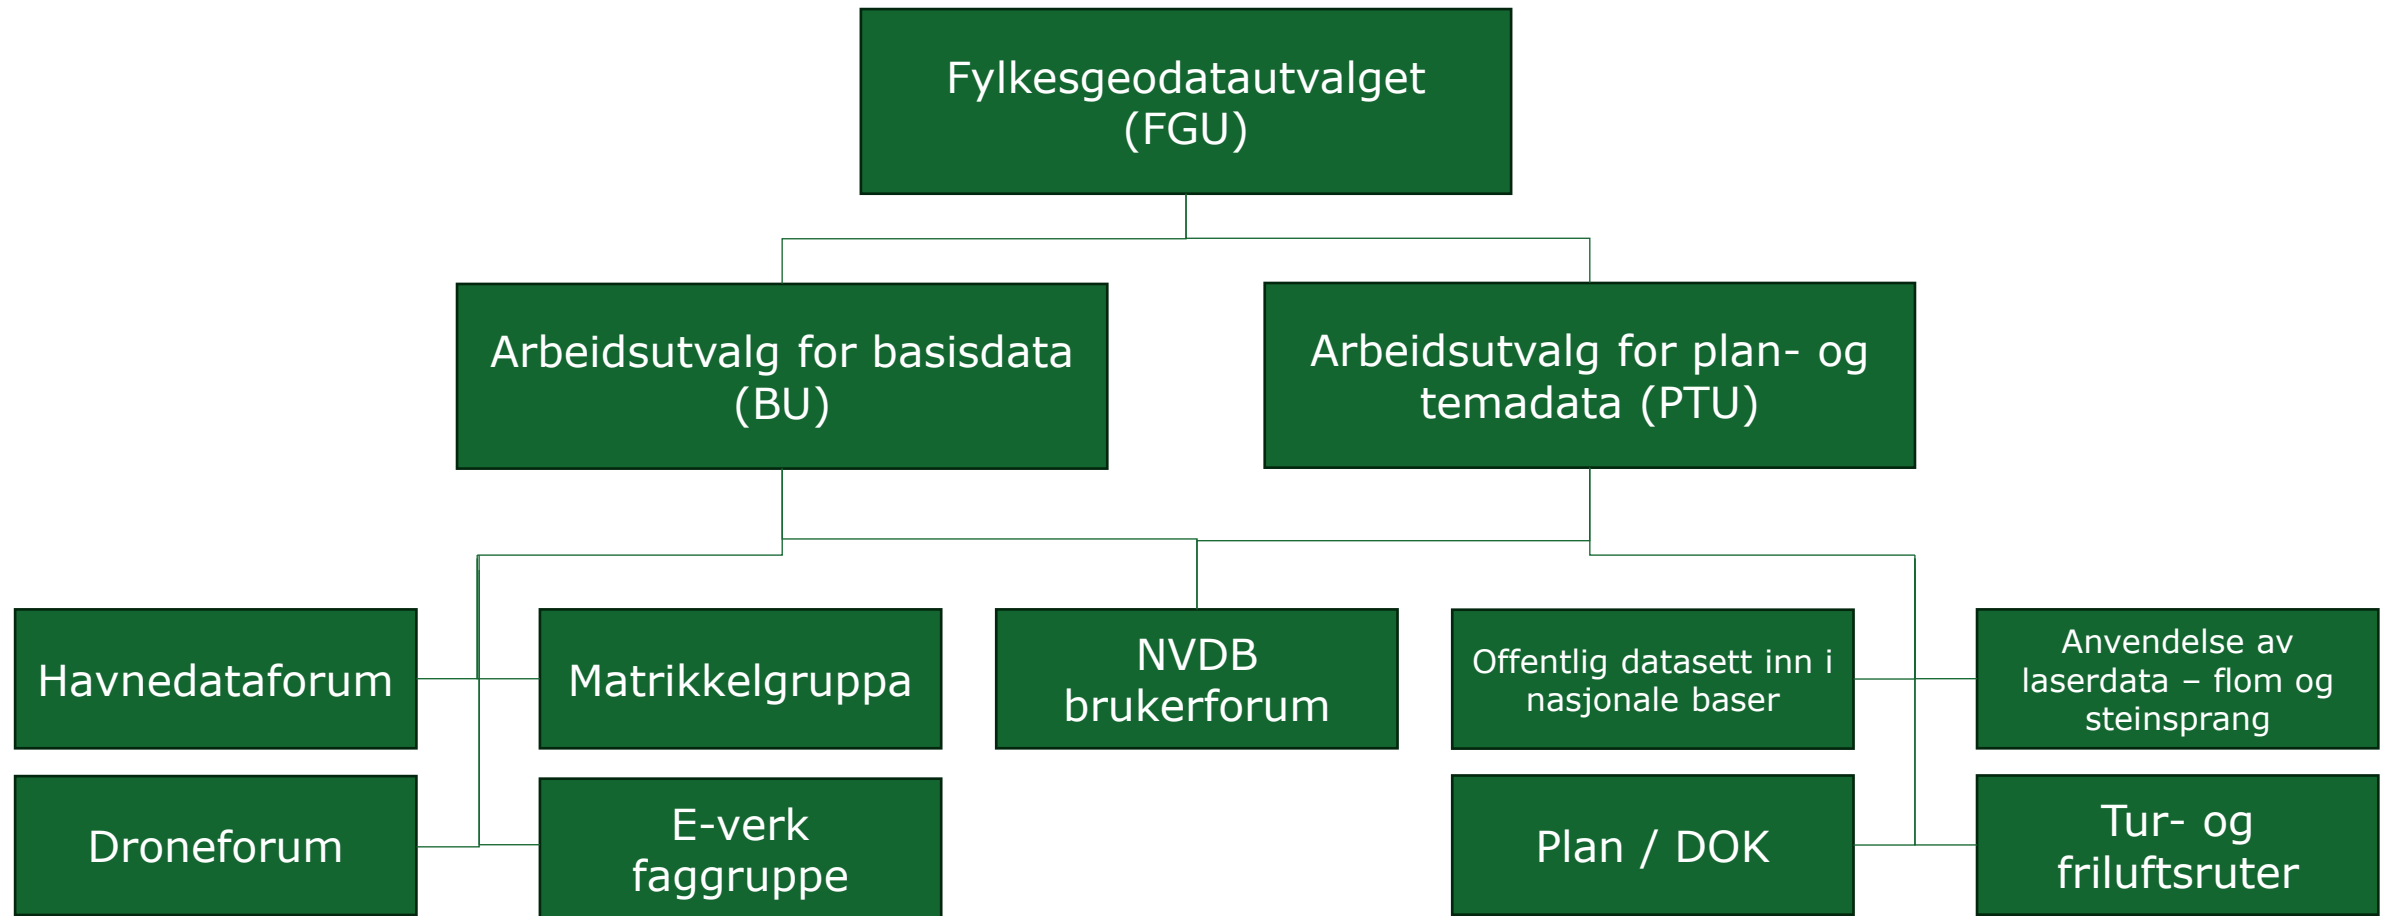 Fylkesgeodatautvalget
(FGU)
Arbeidsutvalg for basisdata
(BU)
Arbeidsutvalg for plan- og
temadata (PTU)
Havnedataforum
Matrikkelgruppa
NVDB
brukerforum
Offentlig datasett inn i
nasjonale baser
Anvendelse av
laserdata – flom og
steinsprang
Droneforum
E-verk
faggruppe
Plan / DOK
Tur- og
friluftsruter